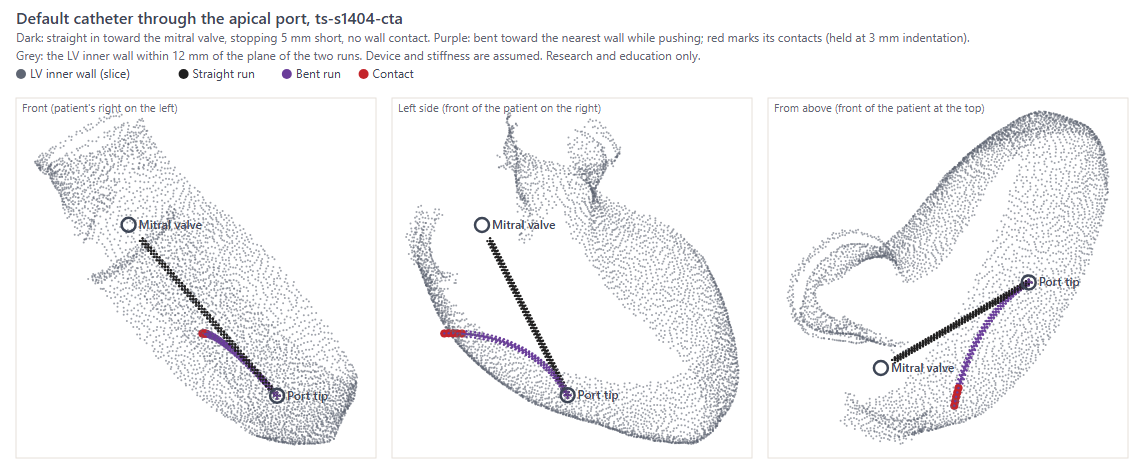 Default catheter through the apical port, ts-s1404-cta
Dark: straight in toward the mitral valve, stopping 5 mm short, no wall contact. Purple: bent toward the nearest wall while pushing; red marks its contacts (held at 3 mm indentation).
Grey: the LV inner wall within 12 mm of the plane of the two runs. Device and stiffness are assumed. Research and education only.
LV inner wall (slice) Straight run Bent run Contact
Front (patient's right on the left)
Mitral valve
Port tip
Left side (front of the patient on the right)
Mitral valve
Port tip
From above (front of the patient at the top)
Port tip
Mitral valve